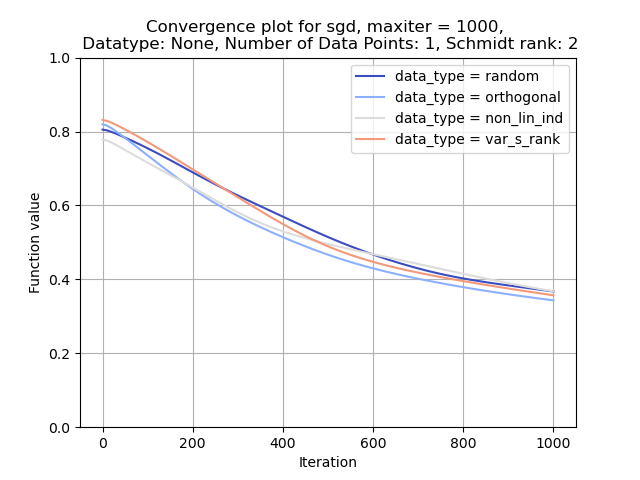 Convergence plot for sgd, maxiter = 1000,
Datatype: None, Number of Data Points: 1, Schmidt rank: 2
1.0
0.8
0.6
0.4
0.2
0.0
Function value
data_type = random
data_type = orthogonal
data_type = non_lin_ind
data_type = var_s_rank
0 200 400 600 800 1000
Iteration